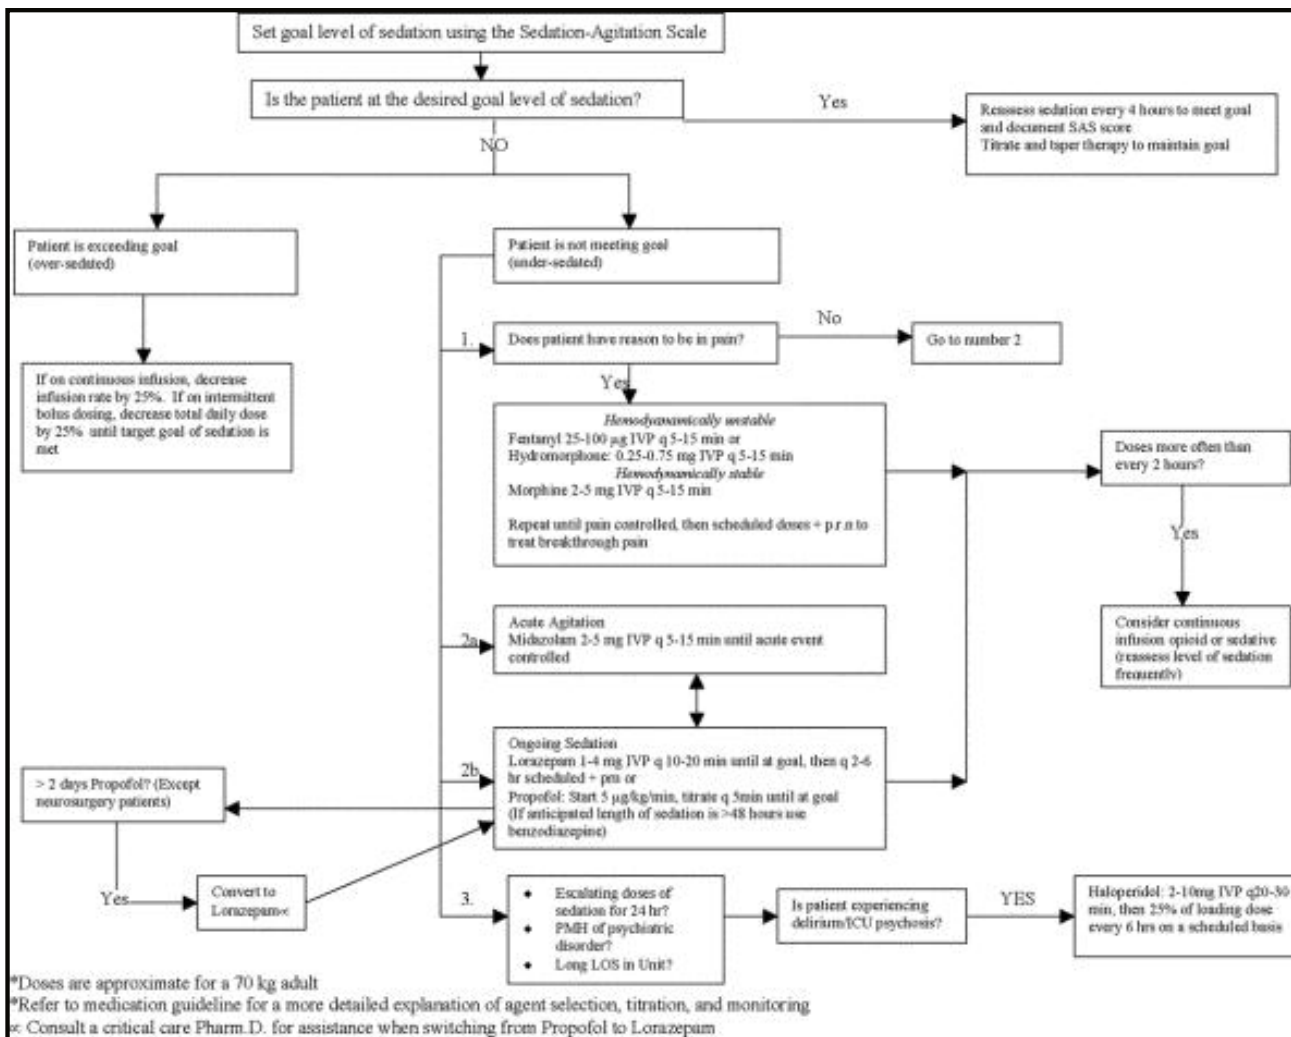 Set goal level of sedation using the Sedation-Agitation Scale
Is the patient at the desired goal level of sedation?
Yes
Reassess sedation every 4 hours to meet goal
and document SAS score
Titrate and taper therapy to maintain goal
NO
Patient is exceeding goal
(over-sedated)
Patient is not meeting goal
(under-sedated)
If on continuous infusion, decrease
infusion rate by 25%. If on intermittent
bolus dosing, decrease total daily dose
by 25% until target goal of sedation is
met
1.
Does patient have reason to be in pain?
No
Go to number 2
Yes
Hemodyanamically unstable
Fentanyl 25-100 µg IVP q 5-15 min or
Hydromorphone: 0.25-0.75 mg IVP q 5-15 min
Hemodynamically stable
Morphine 2-5 mg IVP q 5-15 min
Repeat until pain controlled, then scheduled doses + p.r.n to
treat breakthrough pain
Doses more often than
every 2 hours?
Yes
Consider continuous
infusion opioid or sedative
(reassess level of sedation
frequently)
2a
Acute Agitation
Midazolam 2-5 mg IVP q 5-15 min until acute event
controlled
2b
Ongoing Sedation
Lorazepam 1-4 mg IVP q 10-20 min until at goal, then q 2-6
hr scheduled + prn or
Propofol: Start 5 µg/kg/min, titrate q 5min until at goal
(If anticipated length of sedation is >48 hours use
benzodiazepine)
> 2 days Propofol? (Except
neurosurgery patients)
Yes
Convert to
Lorazepam∝
3.
♦ Escalating doses of
sedation for 24 hr?
♦ PMH of psychiatric
disorder?
♦ Long LOS in Unit?
Is patient experiencing
delirium/ICU psychosis?
YES
Haloperidol: 2-10mg IVP q20-30
min, then 25% of loading dose
every 6 hrs on a scheduled basis
*Doses are approximate for a 70 kg adult
*Refer to medication guideline for a more detailed explanation of agent selection, titration, and monitoring
∝ Consult a critical care Pharm.D. for assistance when switching from Propofol to Lorazepam